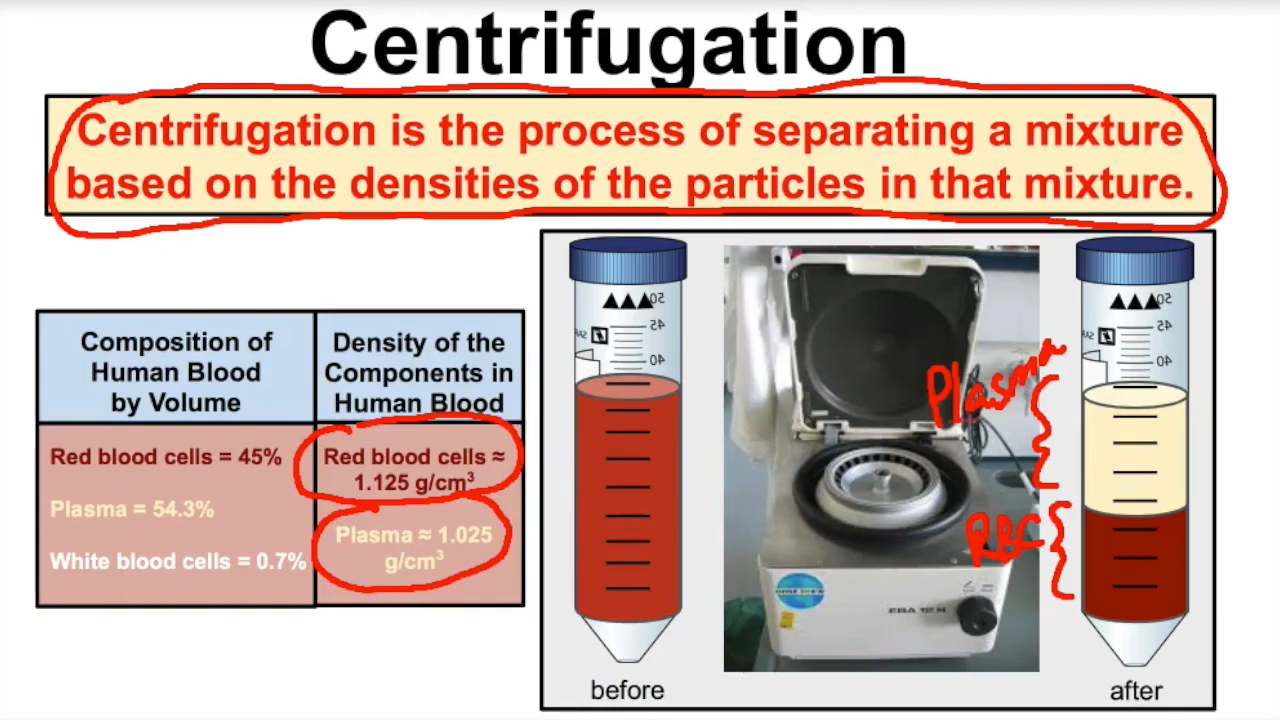 Centrifugation
Centrifugation is the process of separating a mixture
based on the densities of the particles in that mixture.
Composition of
Human Blood
by Volume
Density of the
Components in
Human Blood
Red blood cells = 45%
Plasma = 54.3%
White blood cells = 0.7%
Red blood cells ≈
1.125 g/cm³
Plasma ≈ 1.025
g/cm³
50
45
40
before
Plasma
RBC
EBA 12 R
50
45
40
after